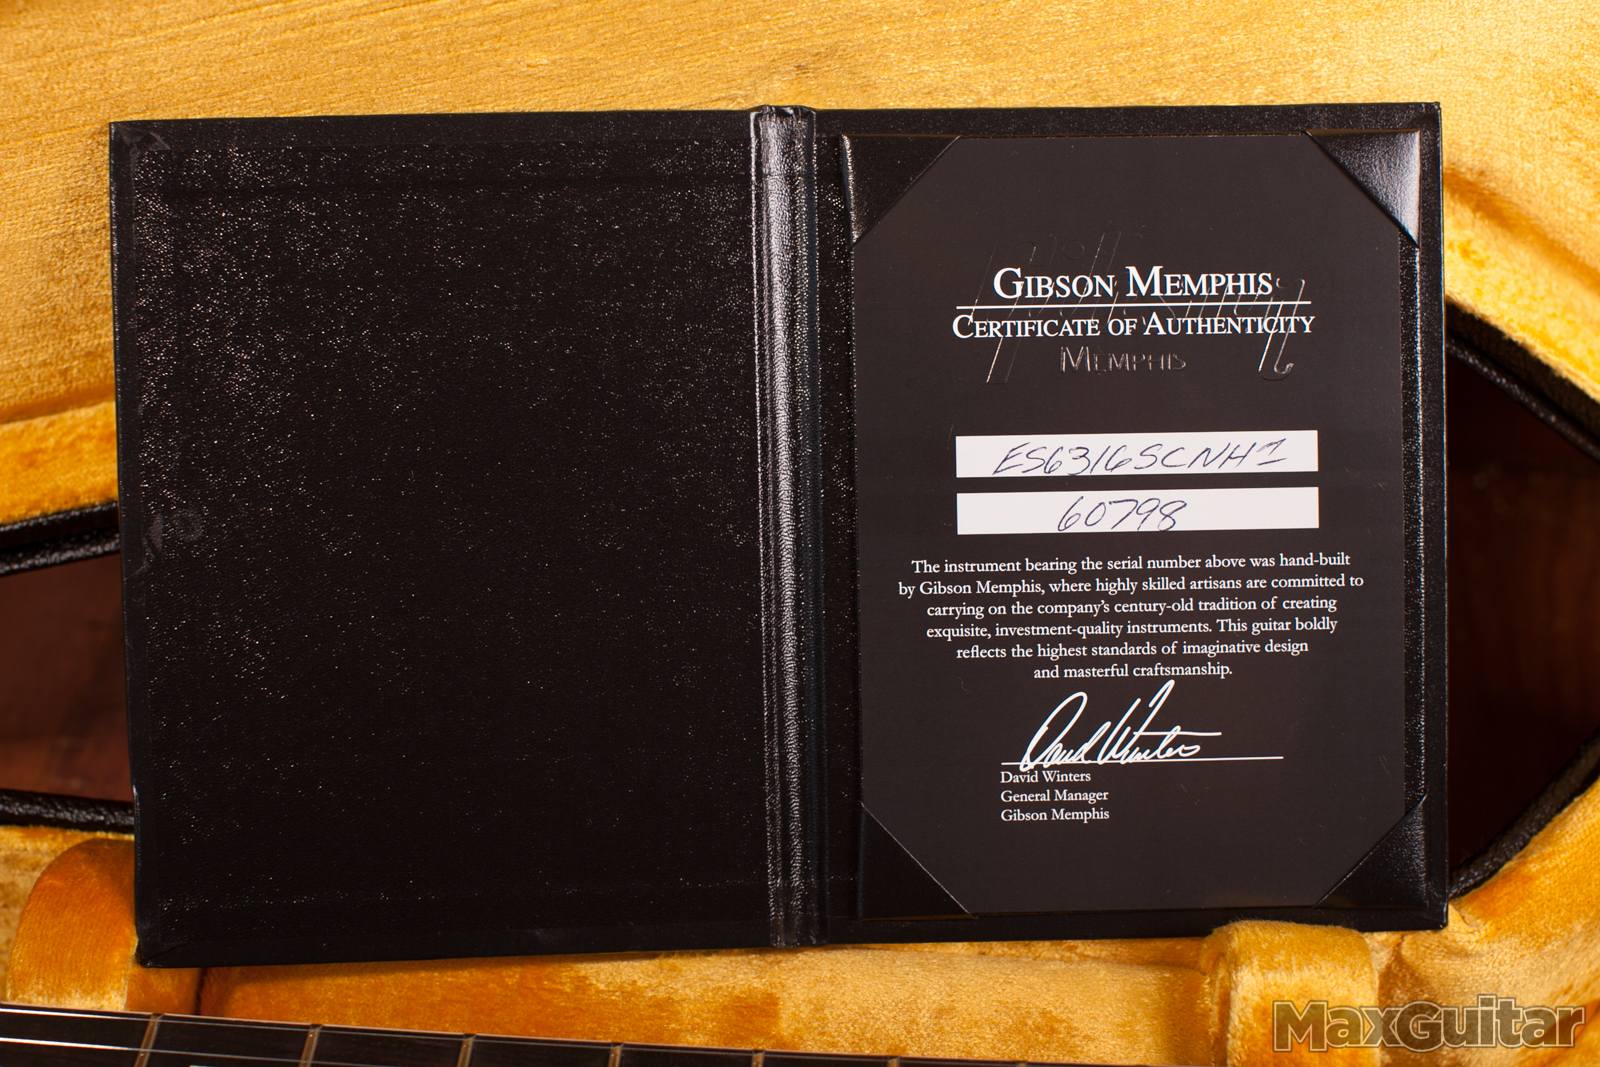 GIBSON MEMPHIS
CERTIFICATE OF AUTHENTICITY
MEMPHIS
ES6316SCNH1
60798
The instrument bearing the serial number above was hand-built
by Gibson Memphis, where highly skilled artisans are committed to
carrying on the company's century-old tradition of creating
exquisite, investment-quality instruments. This guitar boldly
reflects the highest standards of imaginative design
and masterful craftsmanship.
David Winters
David Winters
General Manager
Gibson Memphis
MaxGuitar